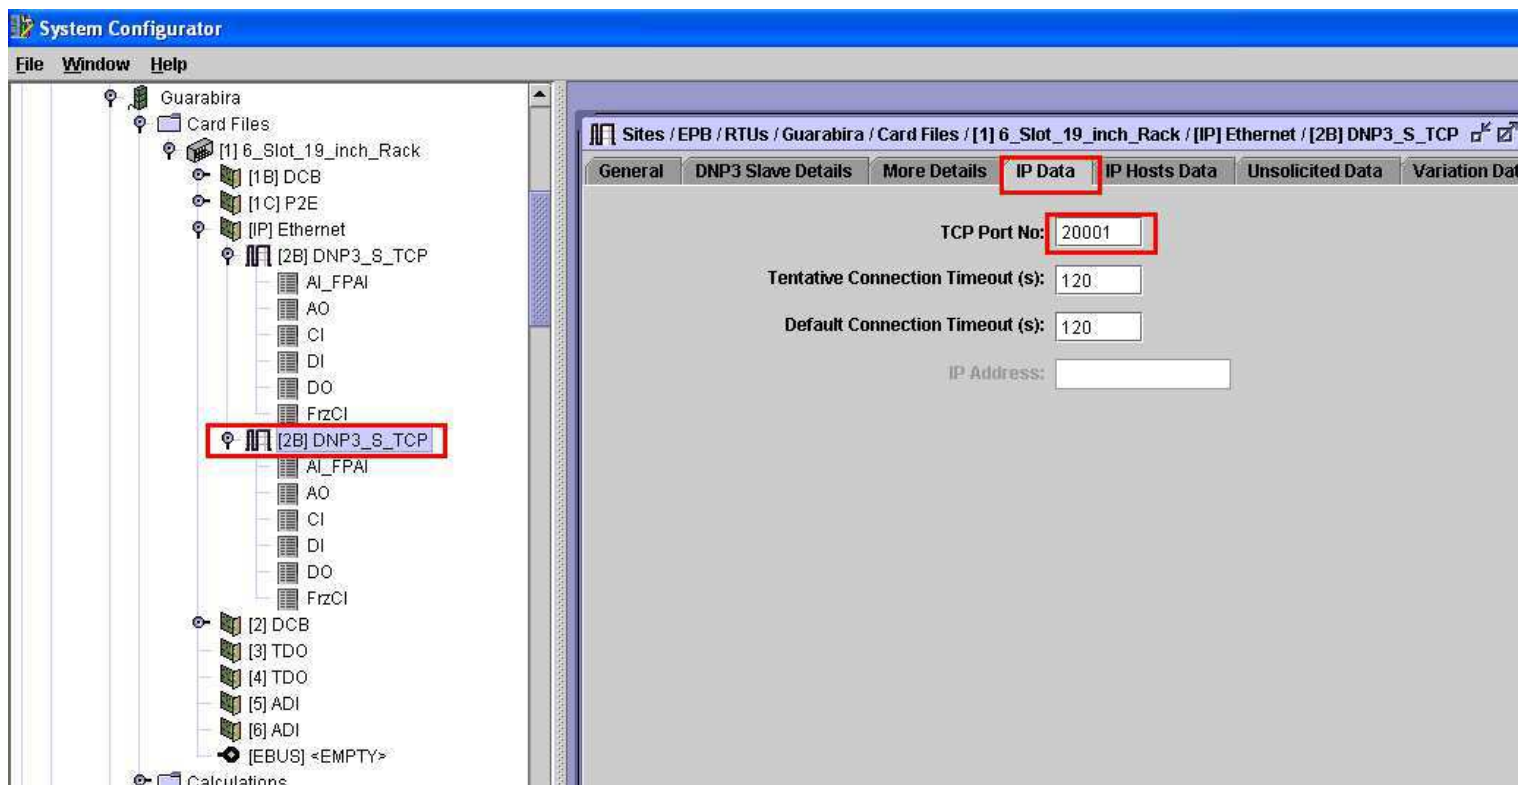 System Configurator
File Window Help
Guarabira
Card Files
[1] 6_Slot_19_inch_Rack
[1B] DCB
[1C] P2E
[IP] Ethernet
[2B] DNP3_S_TCP
AI_FPAI
AO
CI
DI
DO
FrzCI
[2B] DNP3_S_TCP
AI_FPAI
AO
CI
DI
DO
FrzCI
[2] DCB
[3] TDO
[4] TDO
[5] ADI
[6] ADI
[EBUS] <EMPTY>
Calculations
Sites / EPB / RTUs / Guarabira / Card Files / [1] 6_Slot_19_inch_Rack / [IP] Ethernet / [2B] DNP3_S_TCP
General DNP3 Slave Details More Details IP Data IP Hosts Data Unsolicited Data Variation Dat
TCP Port No: 20001
Tentative Connection Timeout (s): 120
Default Connection Timeout (s): 120
IP Address: